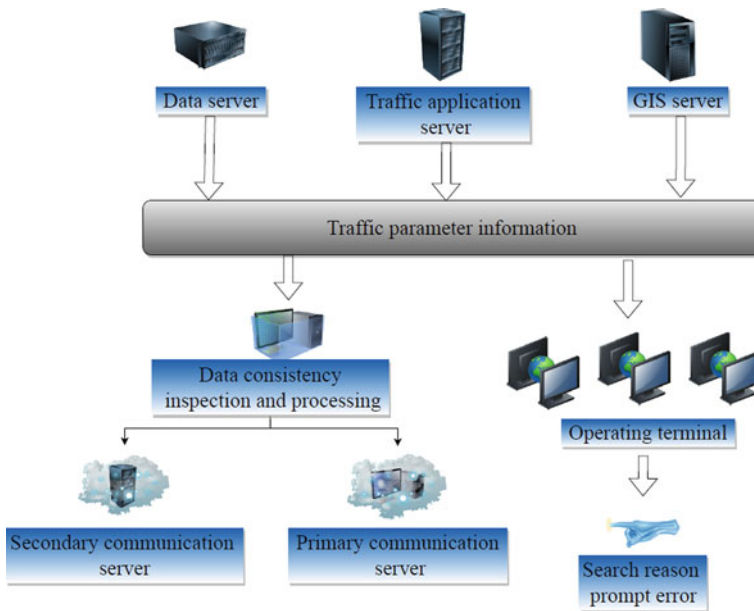 Data server
Traffic application
server
GIS server
Traffic parameter information
Data consistency
inspection and processing
Operating terminal
Secondary communication
server
Primary communication
server
Search reason
prompt error